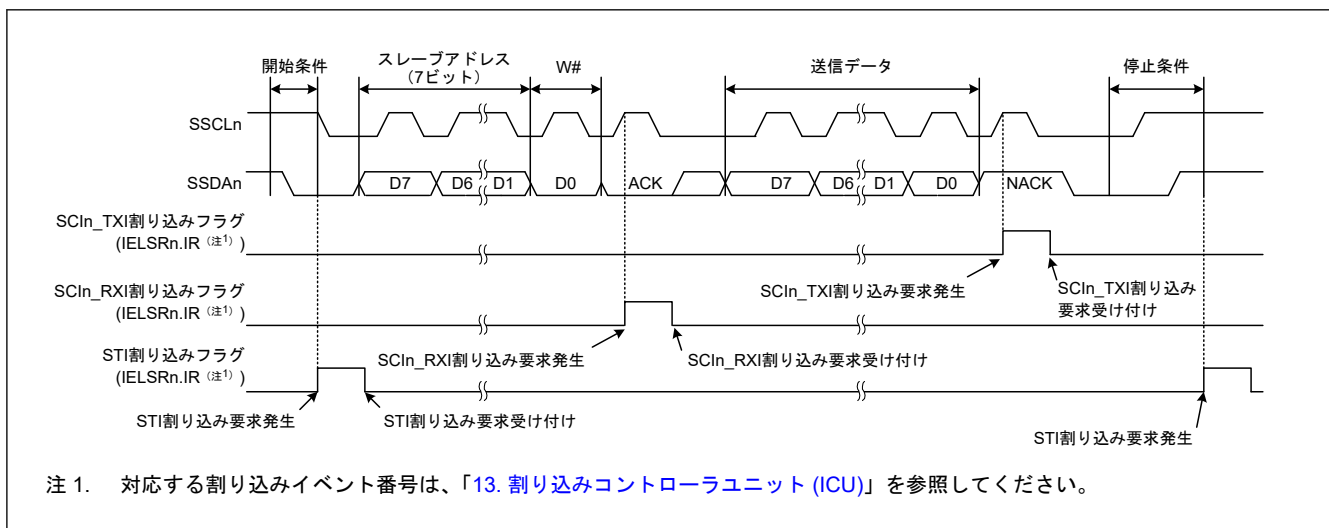 開始条件
スレーブアドレス
(7ビット)
W#
送信データ
停止条件
SSCLn
SSDAn
D7
D6
D1
D0
ACK
D7
D6
D1
D0
NACK
SCIn_TXI割り込みフラグ
(IELSRn.IR (注1) )
SCIn_TXI割り込み要求発生
SCIn_TXI割り込み
要求受け付け
SCIn_RXI割り込みフラグ
(IELSRn.IR (注1) )
SCIn_RXI割り込み要求発生
SCIn_RXI割り込み要求受け付け
STI割り込みフラグ
(IELSRn.IR (注1) )
STI割り込み要求発生
STI割り込み要求受け付け
STI割り込み要求発生
注 1. 対応する割り込みイベント番号は、「13. 割り込みコントローラユニット (ICU)」を参照してください。